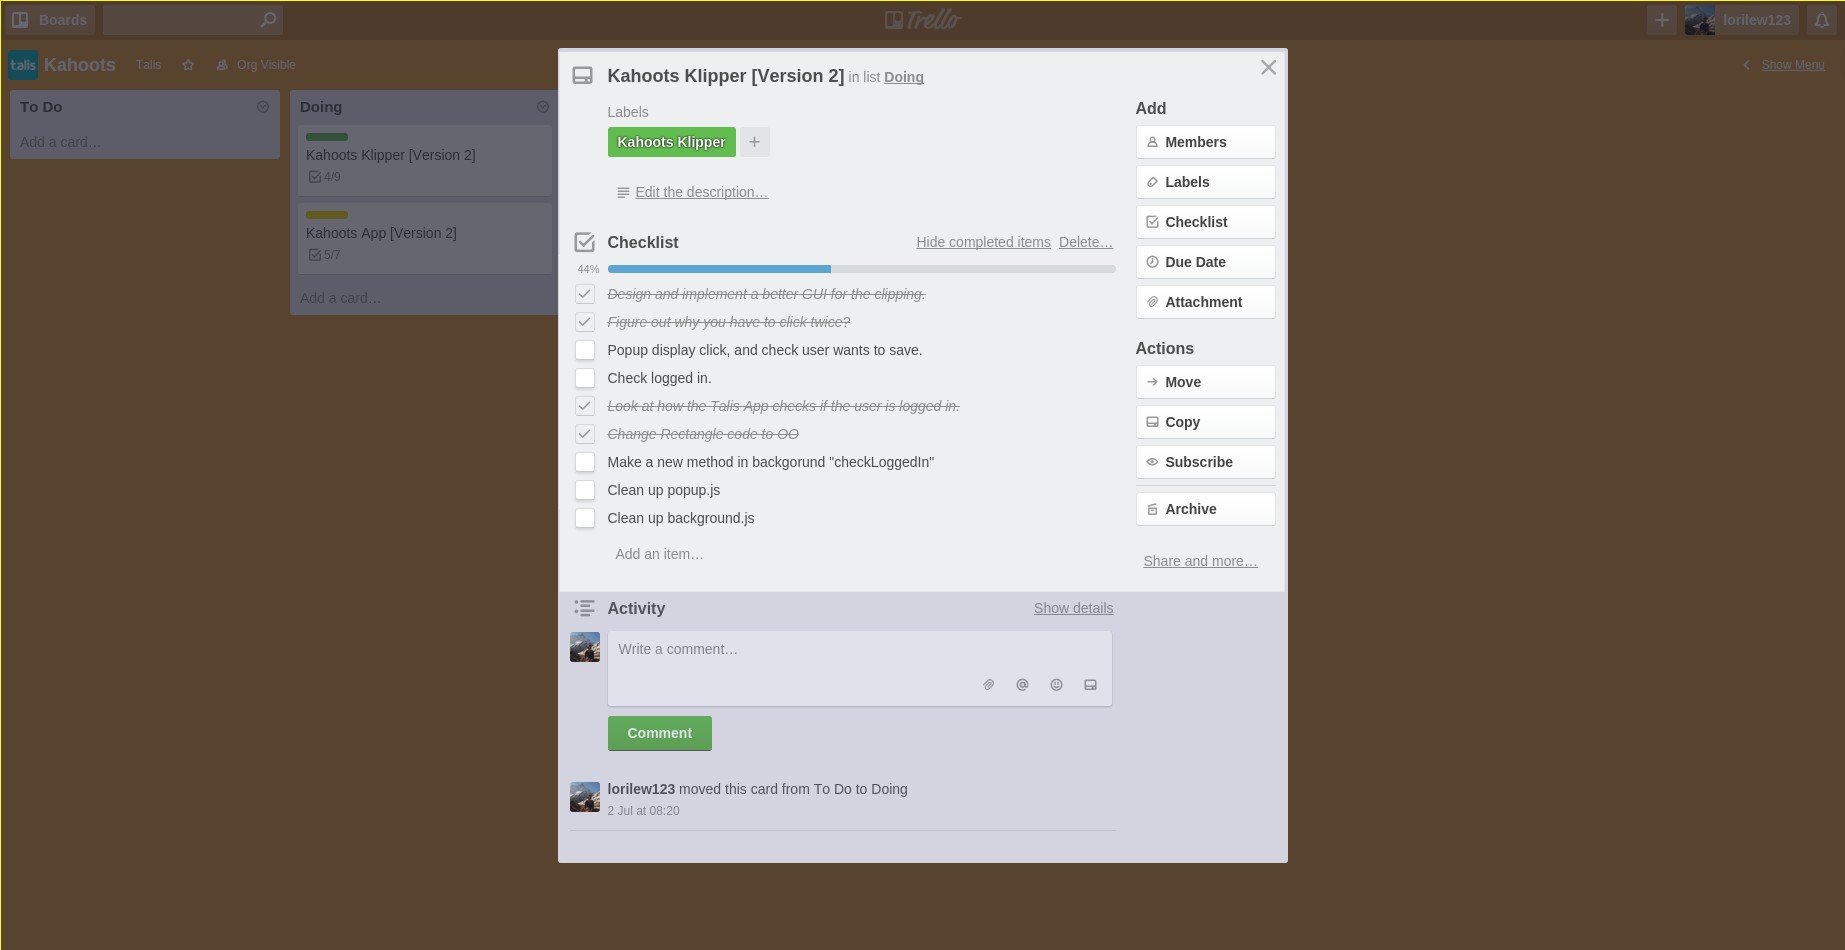 Boards
Trello
lorilew123
talis
Kahoots
Talis
Org Visible
Show Menu
To Do
Add a card…
Doing
Kahoots Klipper [Version 2]
4/9
Kahoots App [Version 2]
5/7
Add a card…
Kahoots Klipper [Version 2] in list Doing
Labels
Kahoots Klipper
+
Edit the description…
Checklist
Hide completed items Delete…
44%
Design and implement a better GUI for the clipping.
Figure out why you have to click twice?
Popup display click, and check user wants to save.
Check logged in.
Look at how the Talis App checks if the user is logged in.
Change Rectangle code to OO
Make a new method in backgorund "checkLoggedIn"
Clean up popup.js
Clean up background.js
Add an item…
Add
Members
Labels
Checklist
Due Date
Attachment
Actions
Move
Copy
Subscribe
Archive
Share and more…
Activity
Show details
Write a comment…
Comment
lorilew123 moved this card from To Do to Doing
2 Jul at 08:20